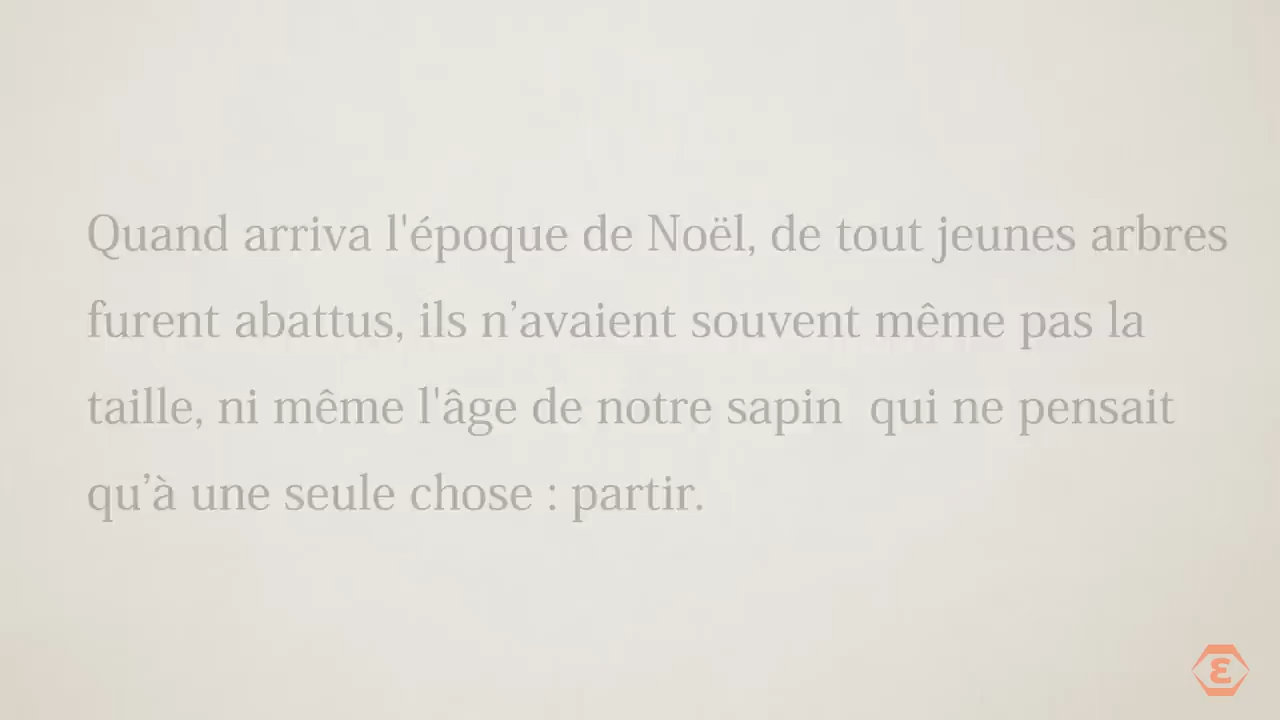 Quand arriva l'époque de Noël, de tout jeunes arbres
furent abattus, ils n’avaient souvent même pas la
taille, ni même l'âge de notre sapin  qui ne pensait
qu’à une seule chose : partir.
ε